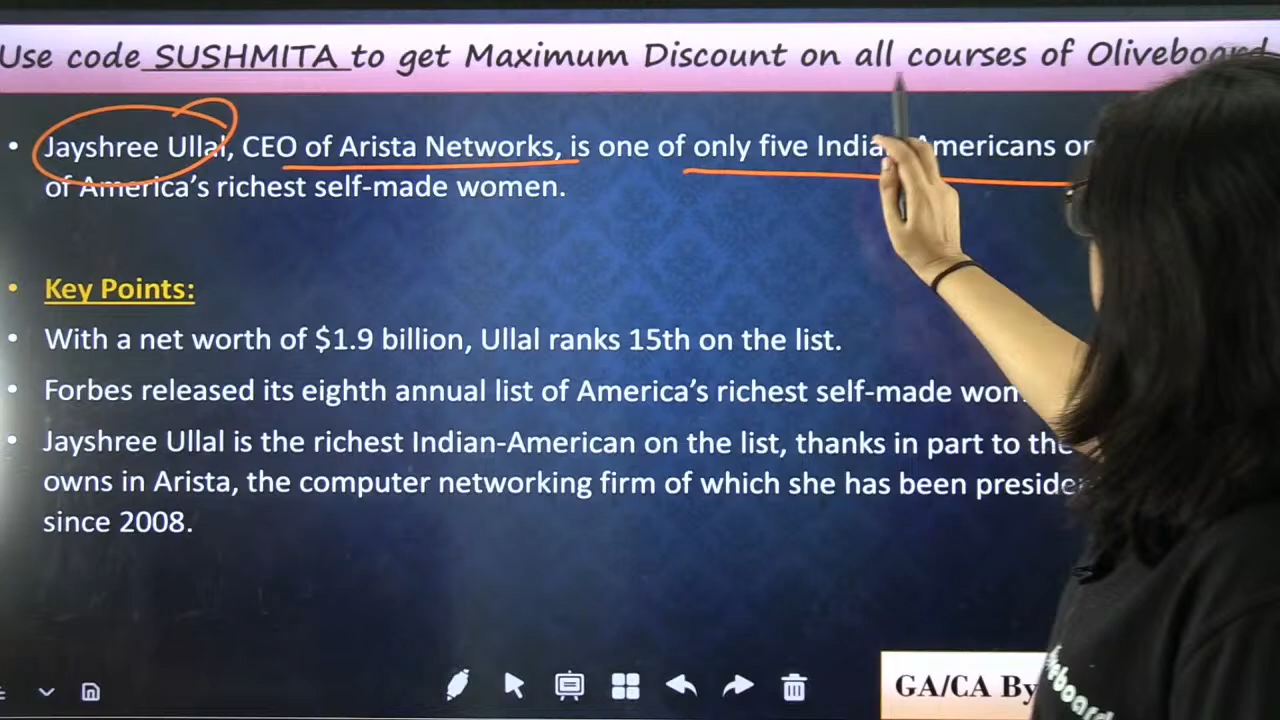 Use code SUSHMITA to get Maximum Discount on all courses of Oliveboard
• Jayshree Ullal, CEO of Arista Networks, is one of only five Indian Americans
of America's richest self-made women.
• Key Points:
• With a net worth of $1.9 billion, Ullal ranks 15th on the list.
• Forbes released its eighth annual list of America's richest self-made
• Jayshree Ullal is the richest Indian-American on the list, thanks in part to the
owns in Arista, the computer networking firm of which she has been
since 2008.
GA/CA By